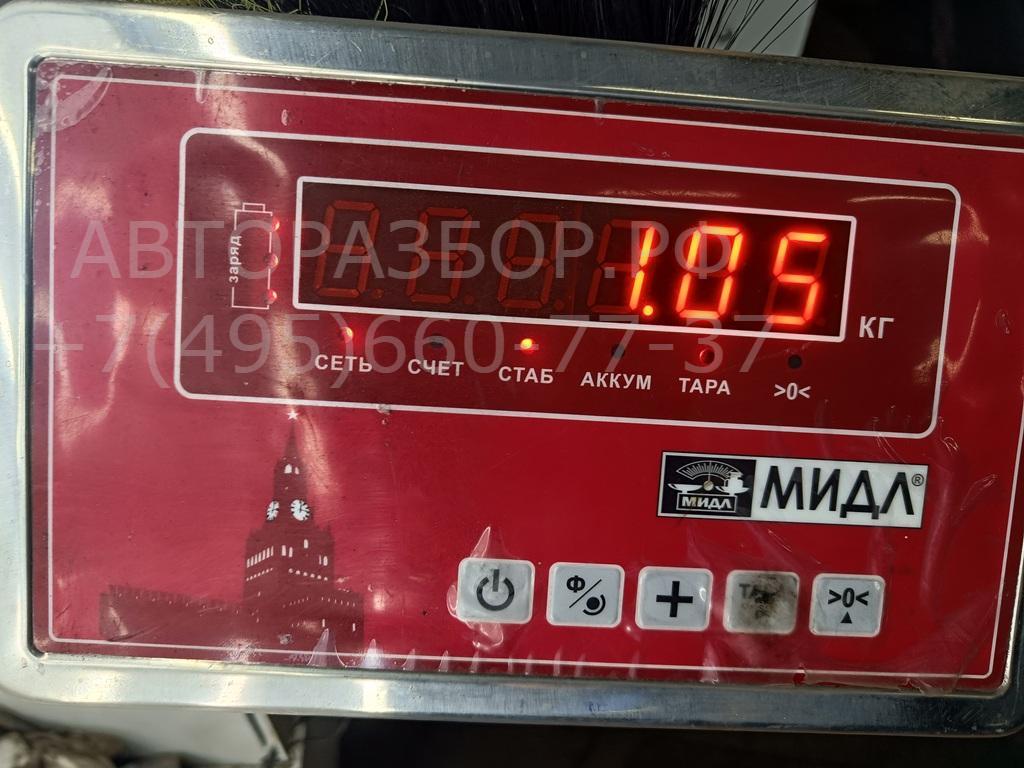 АВТОРАЗБОР.РФ
+7(495)660-77-37
заряд
1.05
КГ
СЕТЬ СЧЕТ СТАБ АККУМ ТАРА >0<
МИДЛ МИДЛ®
Ф + >0<